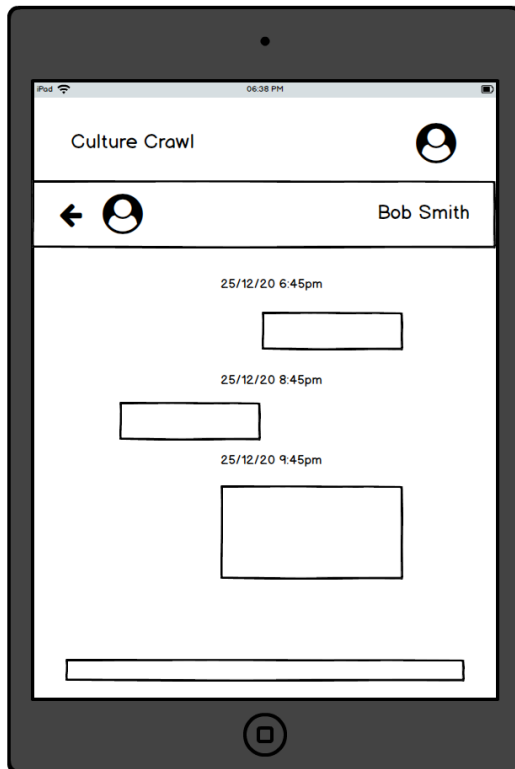 iPad 06:38 PM
Culture Crawl
Bob Smith
25/12/20 6:45pm
25/12/20 8:45pm
25/12/20 9:45pm